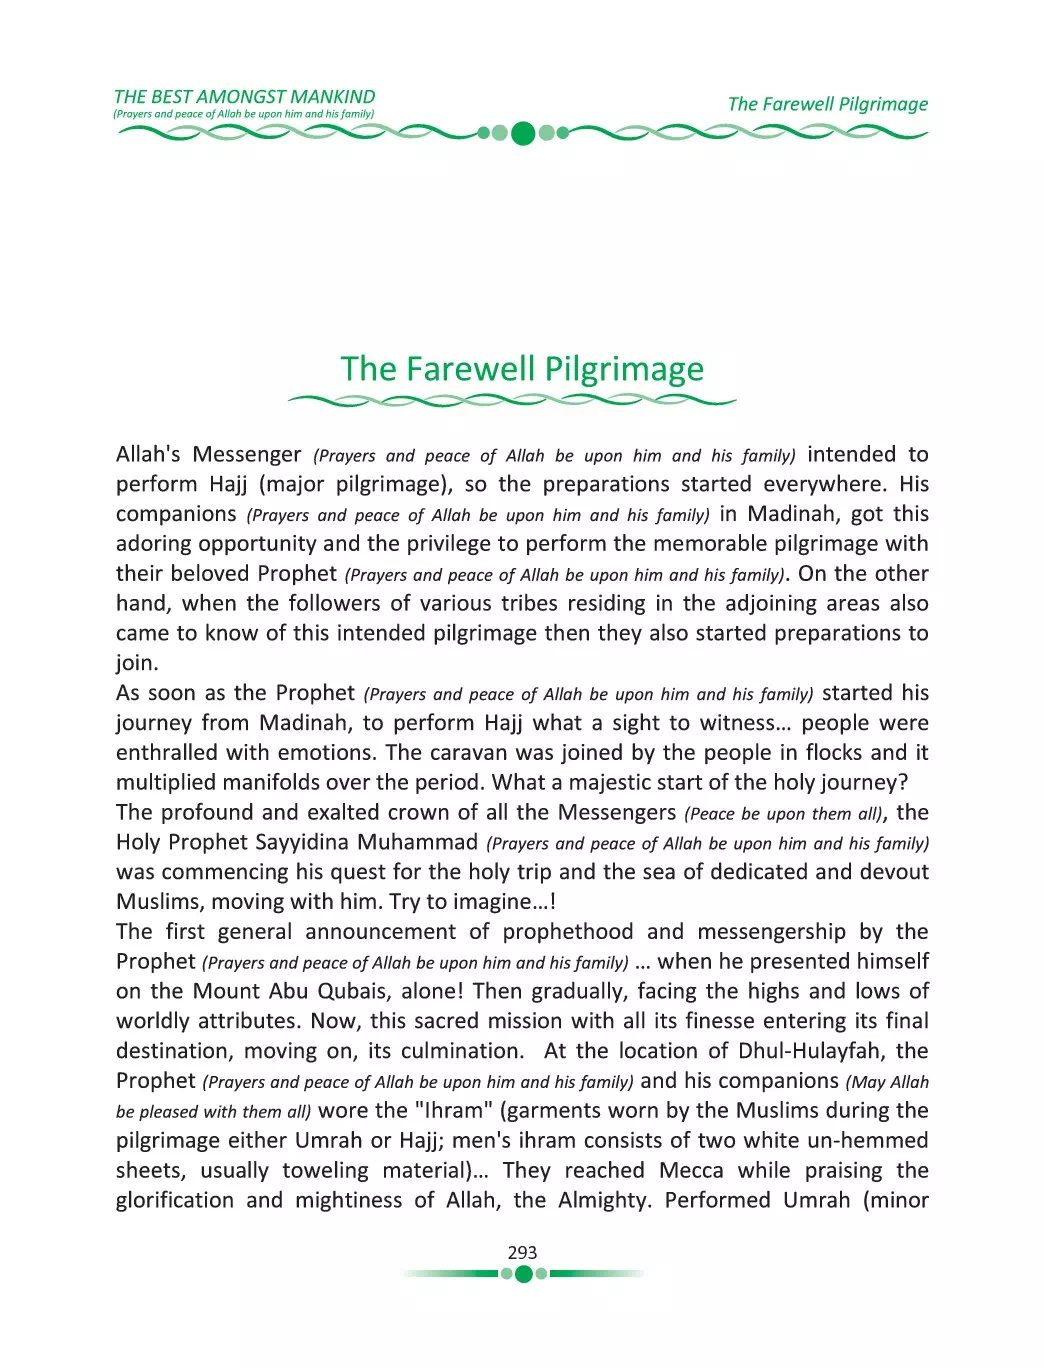 THE BEST AMONGST MANKIND
(Prayers and peace of Allah be upon him and his family)
The Farewell Pilgrimage
The Farewell Pilgrimage
Allah's Messenger (Prayers and peace of Allah be upon him and his family) intended to
perform Hajj (major pilgrimage), so the preparations started everywhere. His
companions (Prayers and peace of Allah be upon him and his family) in Madinah, got this
adoring opportunity and the privilege to perform the memorable pilgrimage with
their beloved Prophet (Prayers and peace of Allah be upon him and his family). On the other
hand, when the followers of various tribes residing in the adjoining areas also
came to know of this intended pilgrimage then they also started preparations to
join.
As soon as the Prophet (Prayers and peace of Allah be upon him and his family) started his
journey from Madinah, to perform Hajj what a sight to witness... people were
enthralled with emotions. The caravan was joined by the people in flocks and it
multiplied manifolds over the period. What a majestic start of the holy journey?
The profound and exalted crown of all the Messengers (Peace be upon them all), the
Holy Prophet Sayyidina Muhammad (Prayers and peace of Allah be upon him and his family)
was commencing his quest for the holy trip and the sea of dedicated and devout
Muslims, moving with him. Try to imagine...!
The first general announcement of prophethood and messengership by the
Prophet (Prayers and peace of Allah be upon him and his family) ... when he presented himself
on the Mount Abu Qubais, alone! Then gradually, facing the highs and lows of
worldly attributes. Now, this sacred mission with all its finesse entering its final
destination, moving on, its culmination.  At the location of Dhul-Hulayfah, the
Prophet (Prayers and peace of Allah be upon him and his family) and his companions (May Allah
be pleased with them all) wore the "Ihram" (garments worn by the Muslims during the
pilgrimage either Umrah or Hajj; men's ihram consists of two white un-hemmed
sheets, usually toweling material)... They reached Mecca while praising the
glorification and mightiness of Allah, the Almighty. Performed Umrah (minor
293